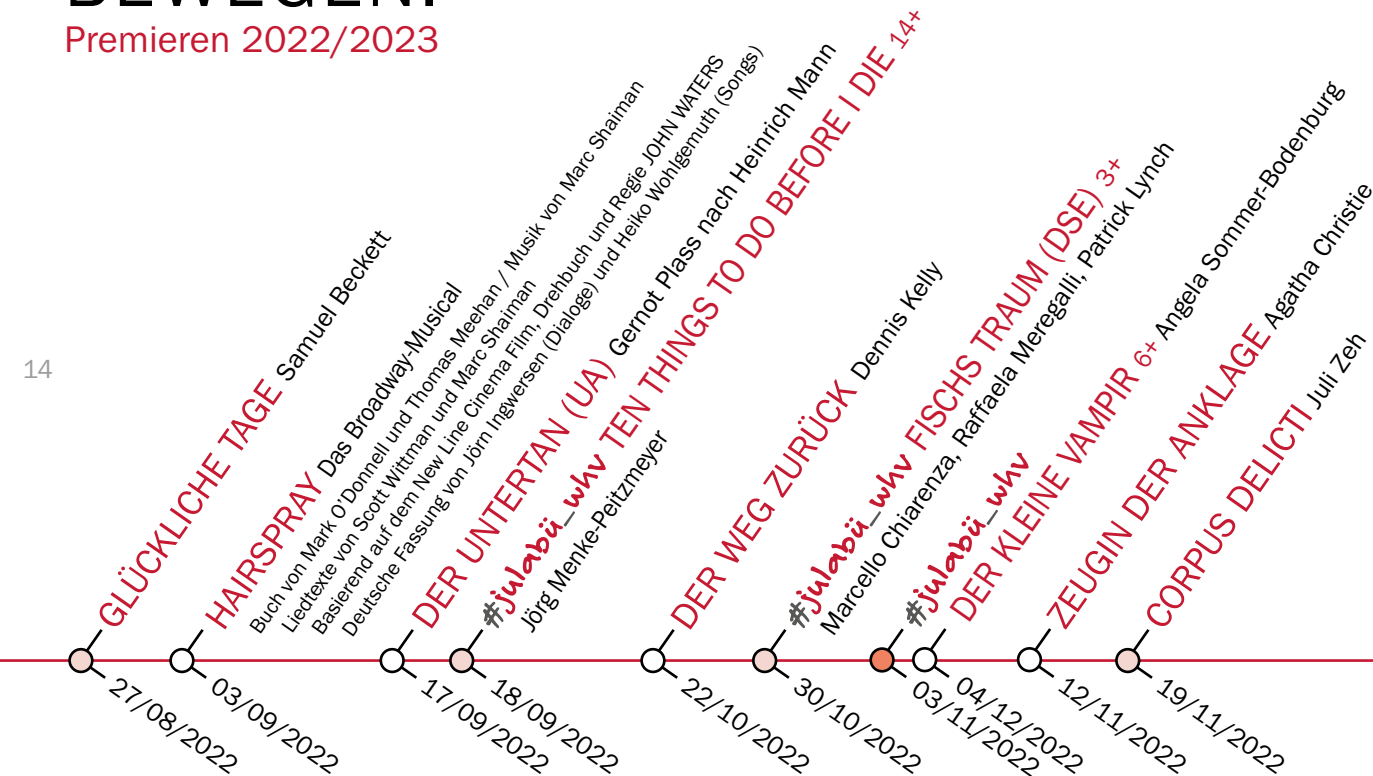 BEWEGEN!
Premieren 2022/2023
14
GLÜCKLICHE TAGE Samuel Beckett
27/08/2022
HAIRSPRAY Das Broadway-Musical
Buch von Mark O'Donnell und Thomas Meehan / Musik von Marc Shaiman
Liedtexte von Scott Wittman und Marc Shaiman
Basierend auf dem New Line Cinema Film, Drehbuch und Regie JOHN WATERS
Deutsche Fassung von Jörn Ingwersen (Dialoge) und Heiko Wohlgemuth (Songs)
03/09/2022
DER UNTERTAN (UA) Gernot Plass nach Heinrich Mann
17/09/2022
#julabü_whv TEN THINGS TO DO BEFORE I DIE 14+
Jörg Menke-Peitzmeyer
18/09/2022
DER WEG ZURÜCK Dennis Kelly
22/10/2022
#julabü_whv FISCHS TRAUM (DSE) 3+
Marcello Chiarenza, Raffaela Meregalli, Patrick Lynch
30/10/2022
#julabü_whv
DER KLEINE VAMPIR 6+ Angela Sommer-Bodenburg
03/11/2022
04/12/2022
ZEUGIN DER ANKLAGE Agatha Christie
12/11/2022
CORPUS DELICTI Juli Zeh
19/11/2022